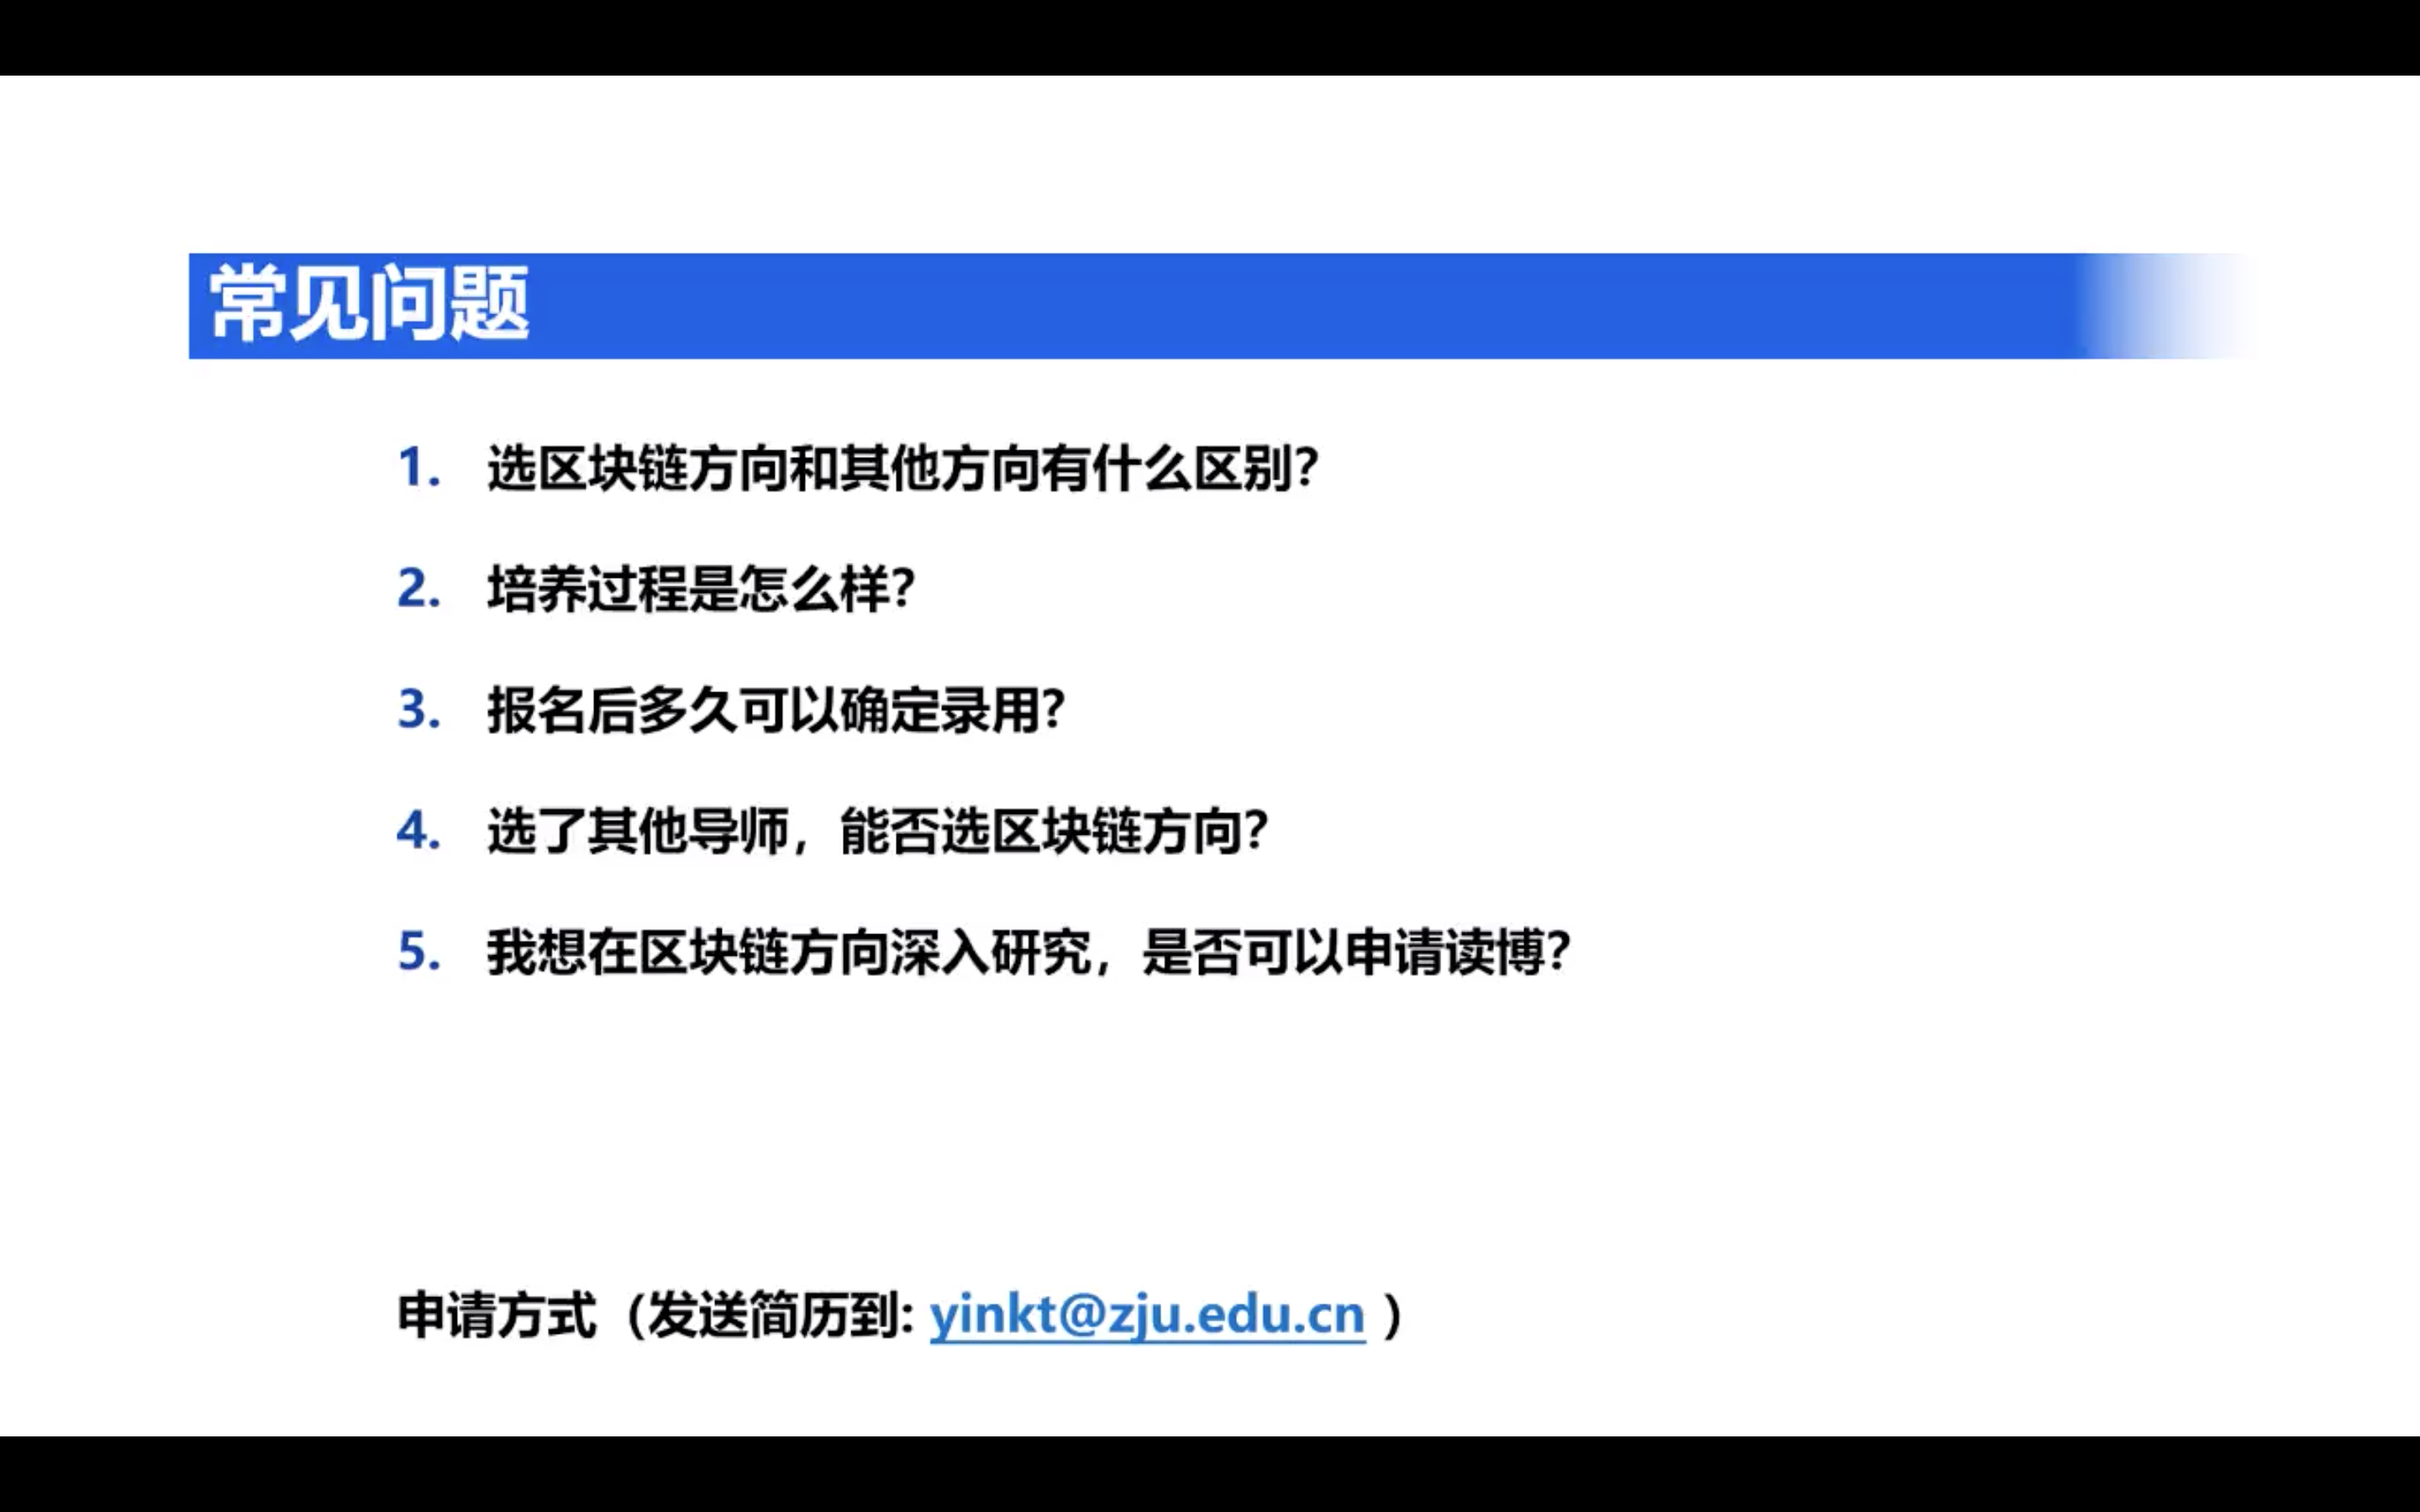 常见问题
1. 选区块链方向和其他方向有什么区别？
2. 培养过程是怎么样？
3. 报名后多久可以确定录用？
4. 选了其他导师，能否选区块链方向？
5. 我想在区块链方向深入研究，是否可以申请读博？
申请方式（发送简历到: yinkt@zju.edu.cn ）